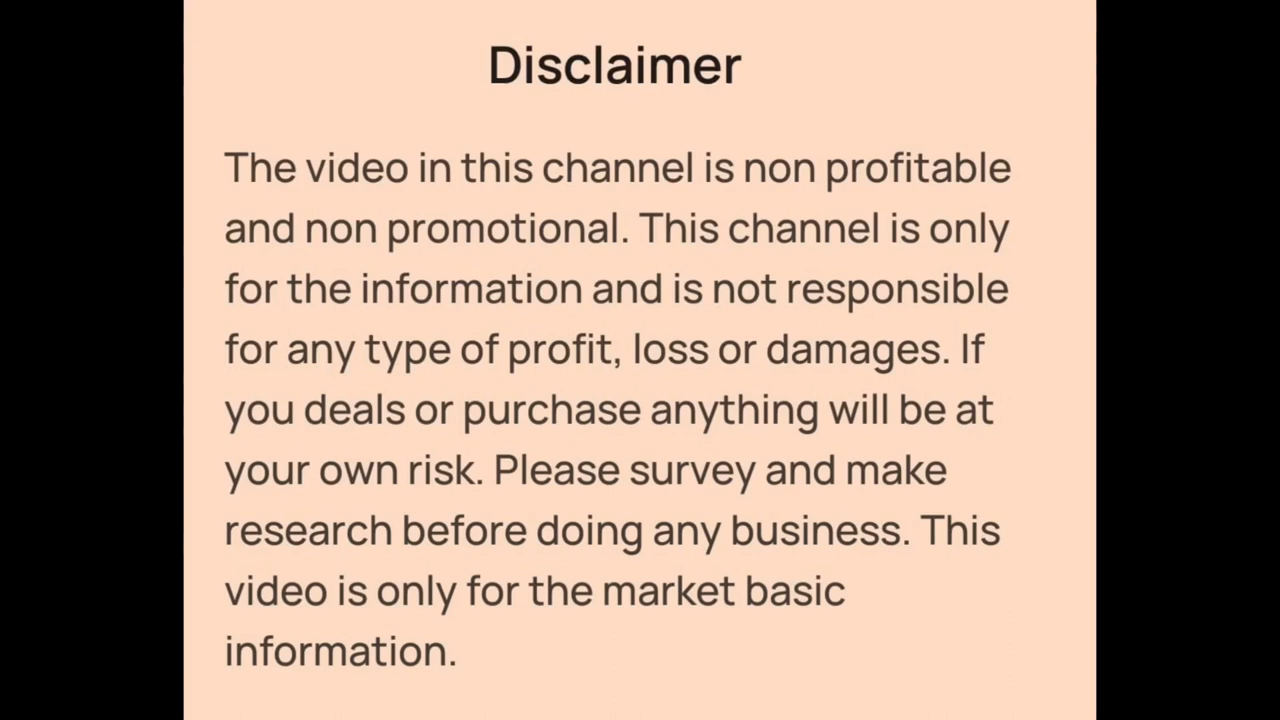 Disclaimer
The video in this channel is non profitable
and non promotional. This channel is only
for the information and is not responsible
for any type of profit, loss or damages. If
you deals or purchase anything will be at
your own risk. Please survey and make
research before doing any business. This
video is only for the market basic
information.